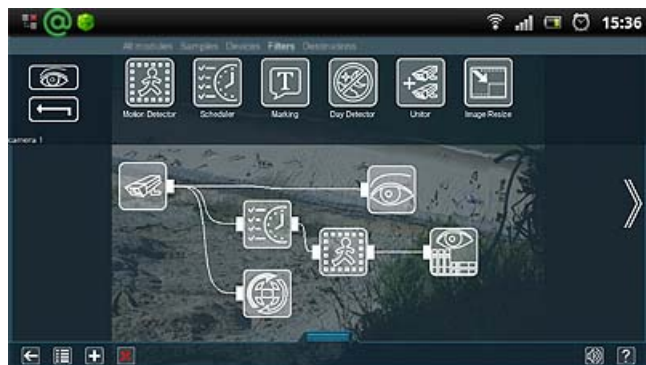 15:36
All modules Samples Devices Filters Destinations
Motion Detector Scheduler Marking Day Detector Unitor Image Resize
camera 1